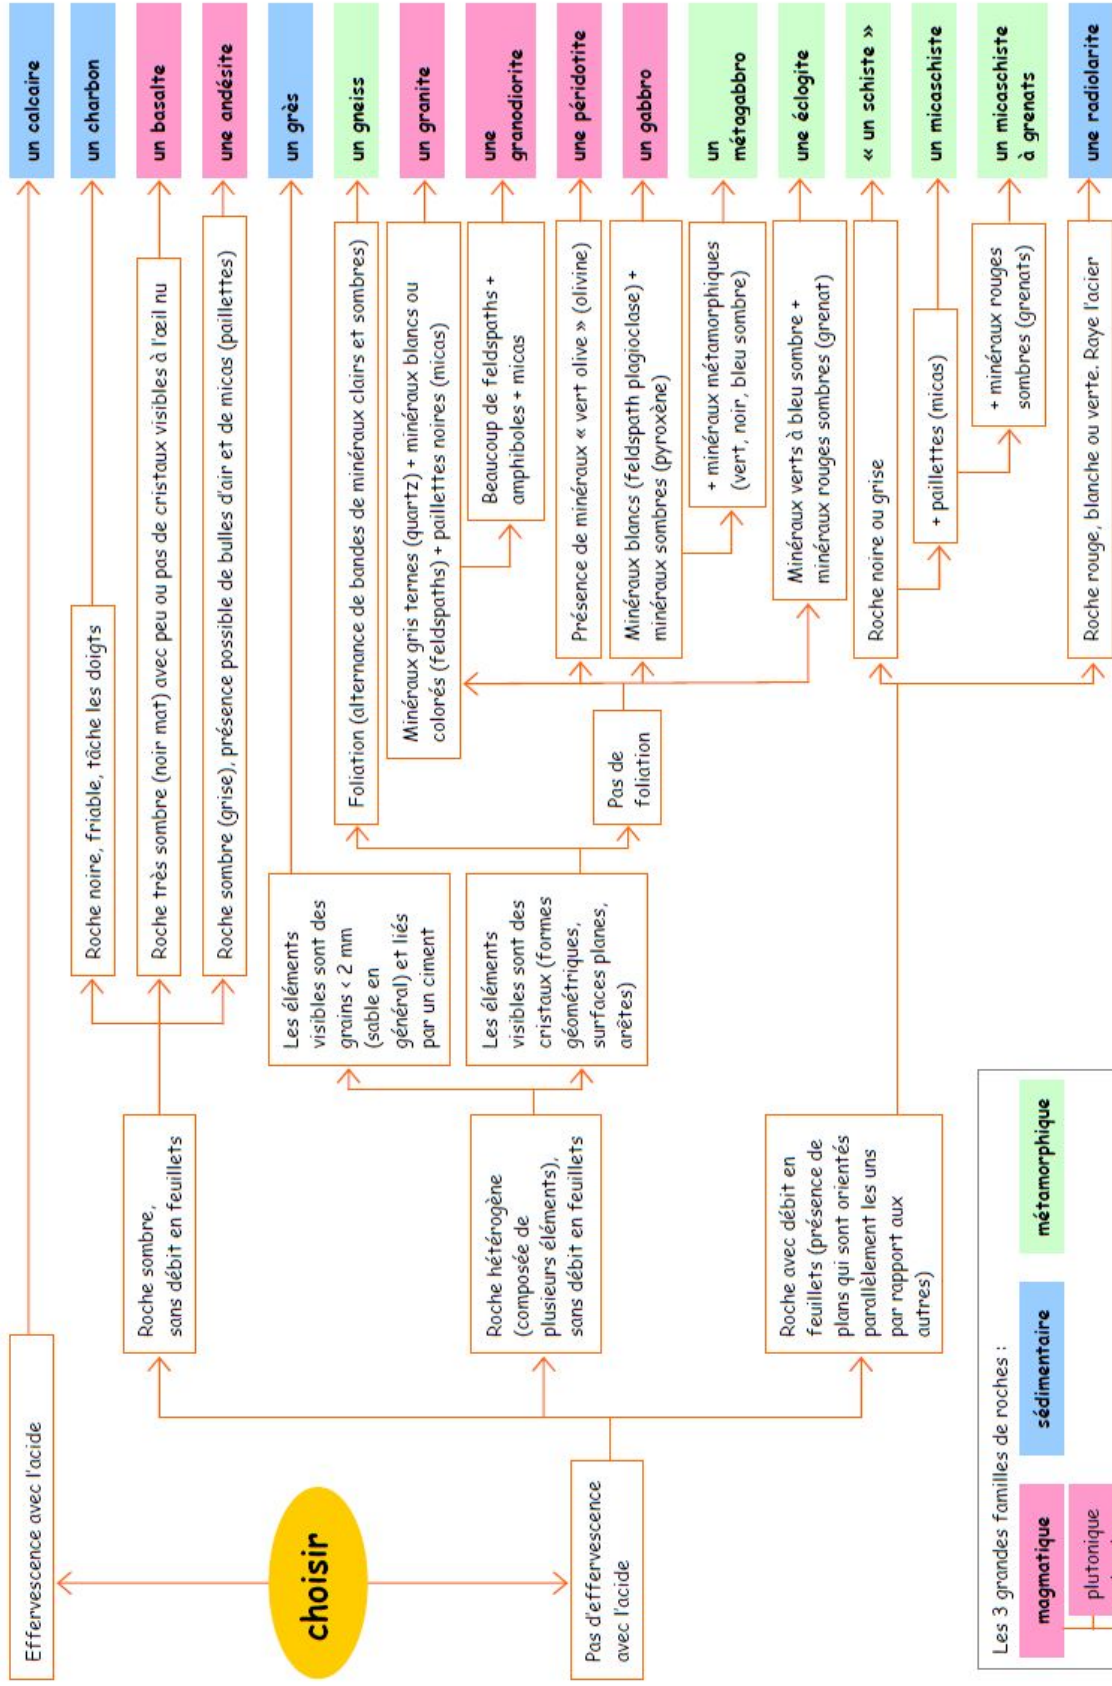 choisir
Effervescence avec l'acide
un calcaire
Pas d'effervescence
avec l'acide
Roche sombre,
sans débit en feuillets
Roche noire, friable, tâche les doigts
un charbon
Roche très sombre (noir mat) avec peu ou pas de cristaux visibles à l'œil nu
un basalte
Roche sombre (grise), présence possible de bulles d'air et de micas (paillettes)
une andésite
Roche hétérogène
(composée de
plusieurs éléments),
sans débit en feuillets
Les éléments
visibles sont des
grains < 2 mm
(sable en
général) et liés
par un ciment
un grès
Les éléments
visibles sont des
cristaux (formes
géométriques,
surfaces planes,
arêtes)
Foliation (alternance de bandes de minéraux clairs et sombres)
un gneiss
Pas de
foliation
Minéraux gris ternes (quartz) + minéraux blancs ou
colorés (feldspaths) + paillettes noires (micas)
un granite
Beaucoup de feldspaths +
amphiboles + micas
une
granodiorite
Présence de minéraux « vert olive » (olivine)
une péridotite
Minéraux blancs (feldspath plagioclase) +
minéraux sombres (pyroxène)
un gabbro
+ minéraux métamorphiques
(vert, noir, bleu sombre)
un
métagabbro
Minéraux verts à bleu sombre +
minéraux rouges sombres (grenat)
une éclogite
Roche avec débit en
feuillets (présence de
plans qui sont orientés
parallèlement les uns
par rapport aux
autres)
Roche noire ou grise
« un schiste »
+ paillettes (micas)
un micaschiste
+ minéraux rouges
sombres (grenats)
un micaschiste
à grenats
Roche rouge, blanche ou verte. Raye l'acier
une radiolarite
Les 3 grandes familles de roches :
magmatique
sédimentaire
métamorphique
plutonique